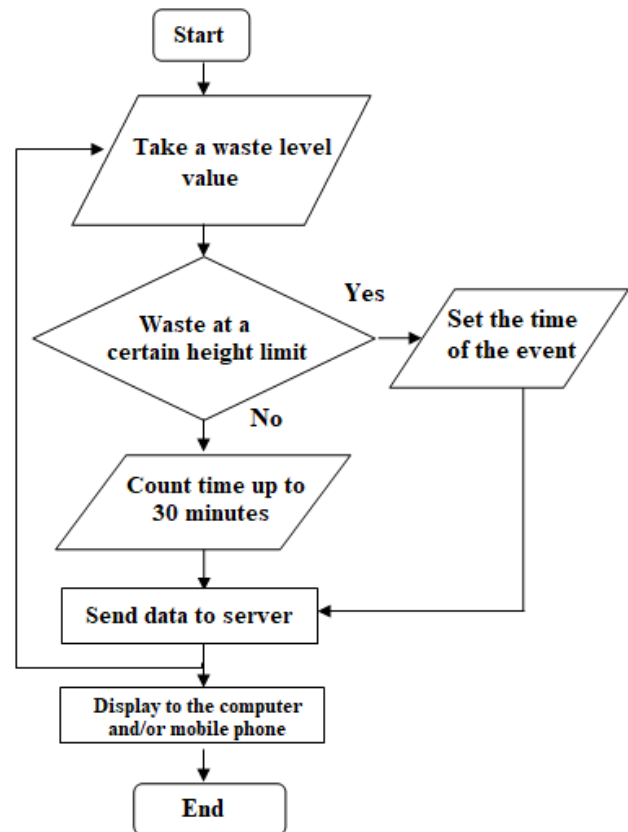 Start
Take a waste level
value
Waste at a
certain height limit
Yes
Set the time
of the event
No
Count time up to
30 minutes
Send data to server
Display to the computer
and/or mobile phone
End